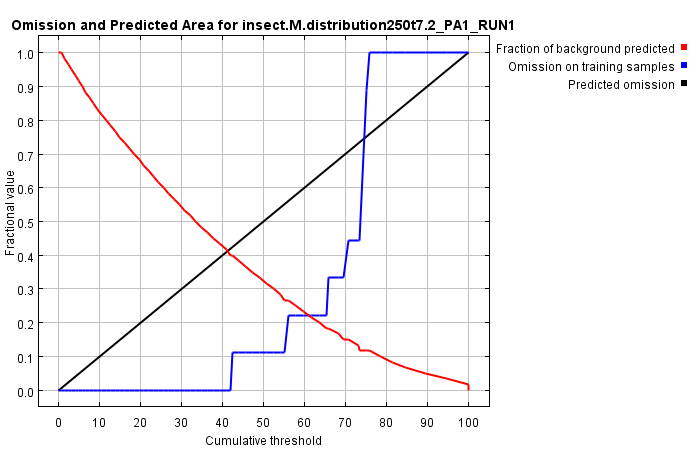 Omission and Predicted Area for insect.M.distribution250t7.2_PA1_RUN1
Fraction of background predicted
Omission on training samples
Predicted omission
Fractional value
1.0
0.9
0.8
0.7
0.6
0.5
0.4
0.3
0.2
0.1
0.0
0 10 20 30 40 50 60 70 80 90 100
Cumulative threshold